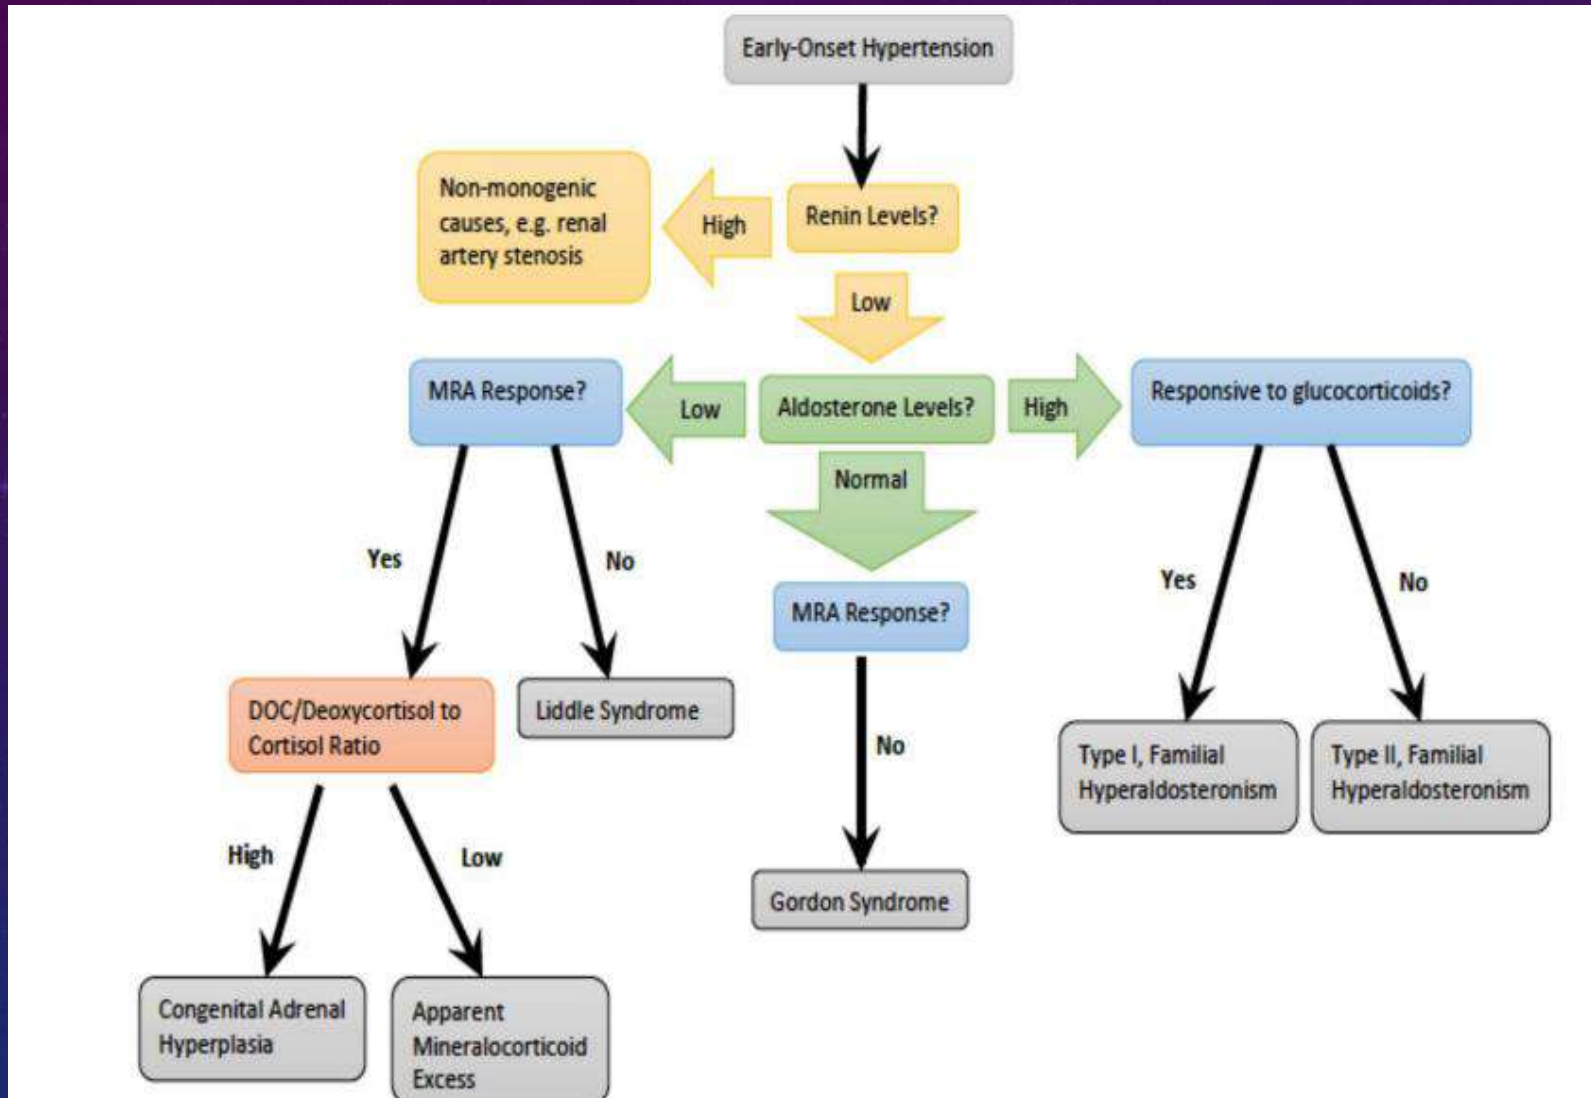 Early-Onset Hypertension
Non-monogenic
causes, e.g. renal
artery stenosis
High
Renin Levels?
Low
MRA Response?
Low
Aldosterone Levels?
High
Responsive to glucocorticoids?
Normal
Yes
No
MRA Response?
Yes
No
DOC/Deoxycortisol to
Cortisol Ratio
Liddle Syndrome
No
Type I, Familial
Hyperaldosteronism
Type II, Familial
Hyperaldosteronism
High
Low
Gordon Syndrome
Congenital Adrenal
Hyperplasia
Apparent
Mineralocorticoid
Excess